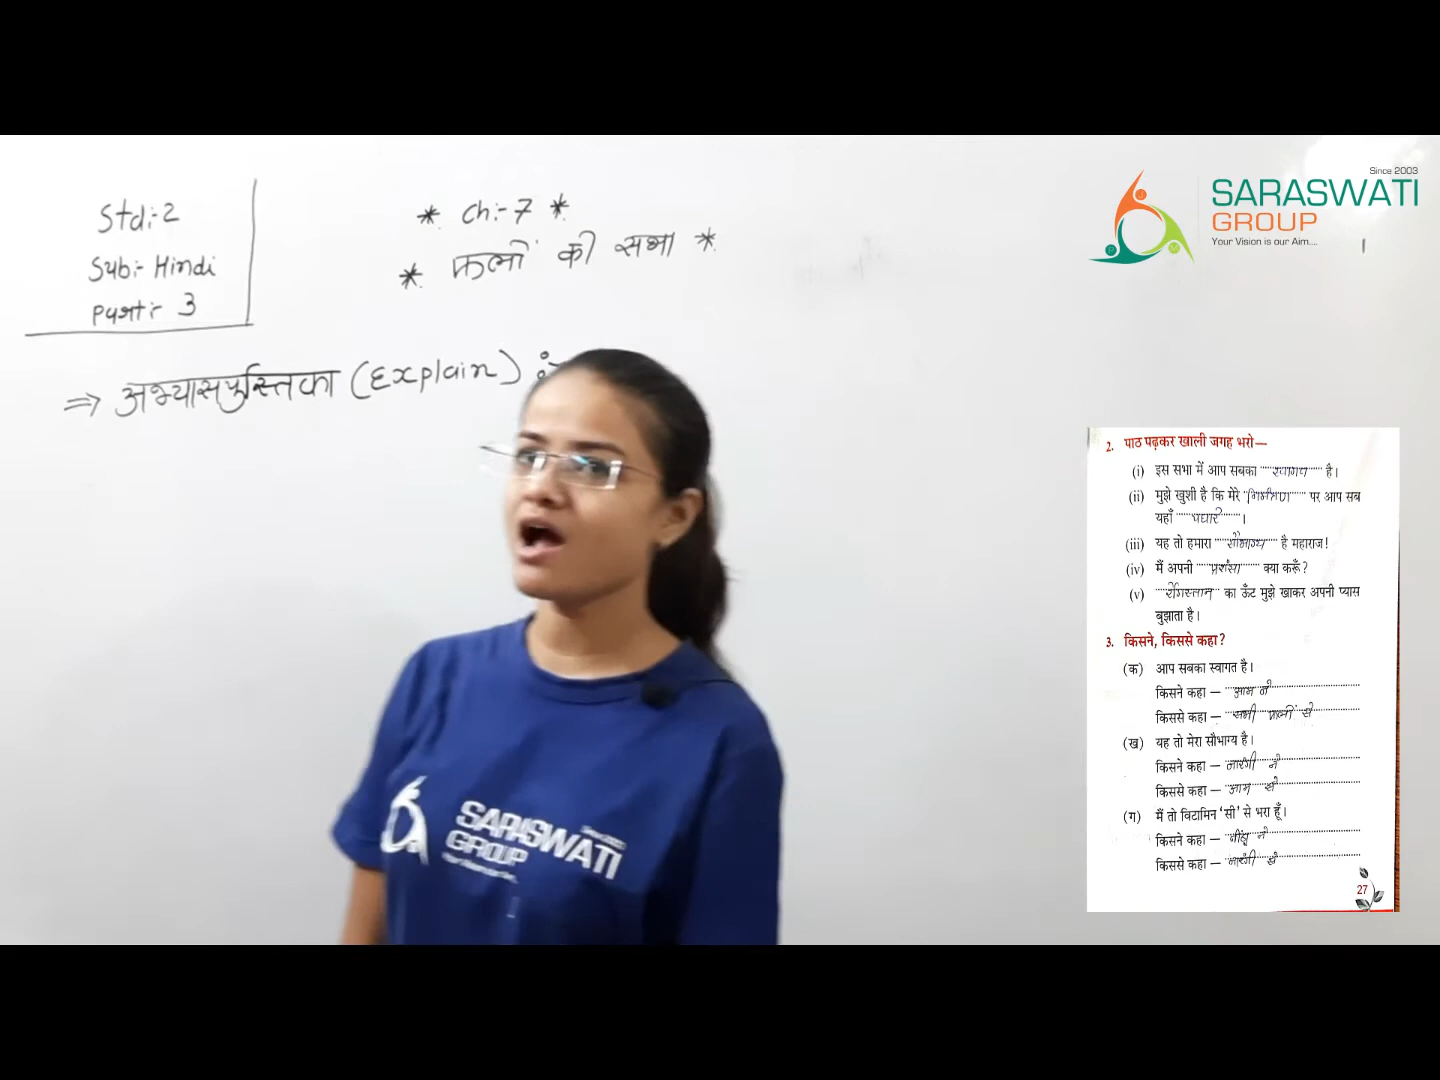 Std:- 2
Sub:- Hindi
Part:- 3
* Ch:- 7 *
* फलों की सभा *
⇒ अभ्यासपुस्तिका (Explain) :-
Since 2003
SARASWATI
GROUP
Your Vision is our Aim....
2. पाठ पढ़कर खाली जगह भरो—
(i) इस सभा में आप सबका स्वागत है।
(ii) मुझे खुशी है कि मेरे निमंत्रण पर आप सब
यहाँ पधारे ।
(iii) यह तो हमारा सौभाग्य है महाराज!
(iv) मैं अपनी प्रशंसा क्या करूँ?
(v) रेगिस्तान का ऊँट मुझे खाकर अपनी प्यास
बुझाता है।
3. किसने, किससे कहा?
(क) आप सबका स्वागत है।
किसने कहा – आम ने
किससे कहा – सभी फलों से
(ख) यह तो मेरा सौभाग्य है।
किसने कहा – नारंगी ने
किससे कहा – आम से
(ग) मैं तो विटामिन ‘सी’ से भरा हूँ।
किसने कहा – नींबू ने
किससे कहा – नारंगी से
27
SARASWATI
GROUP